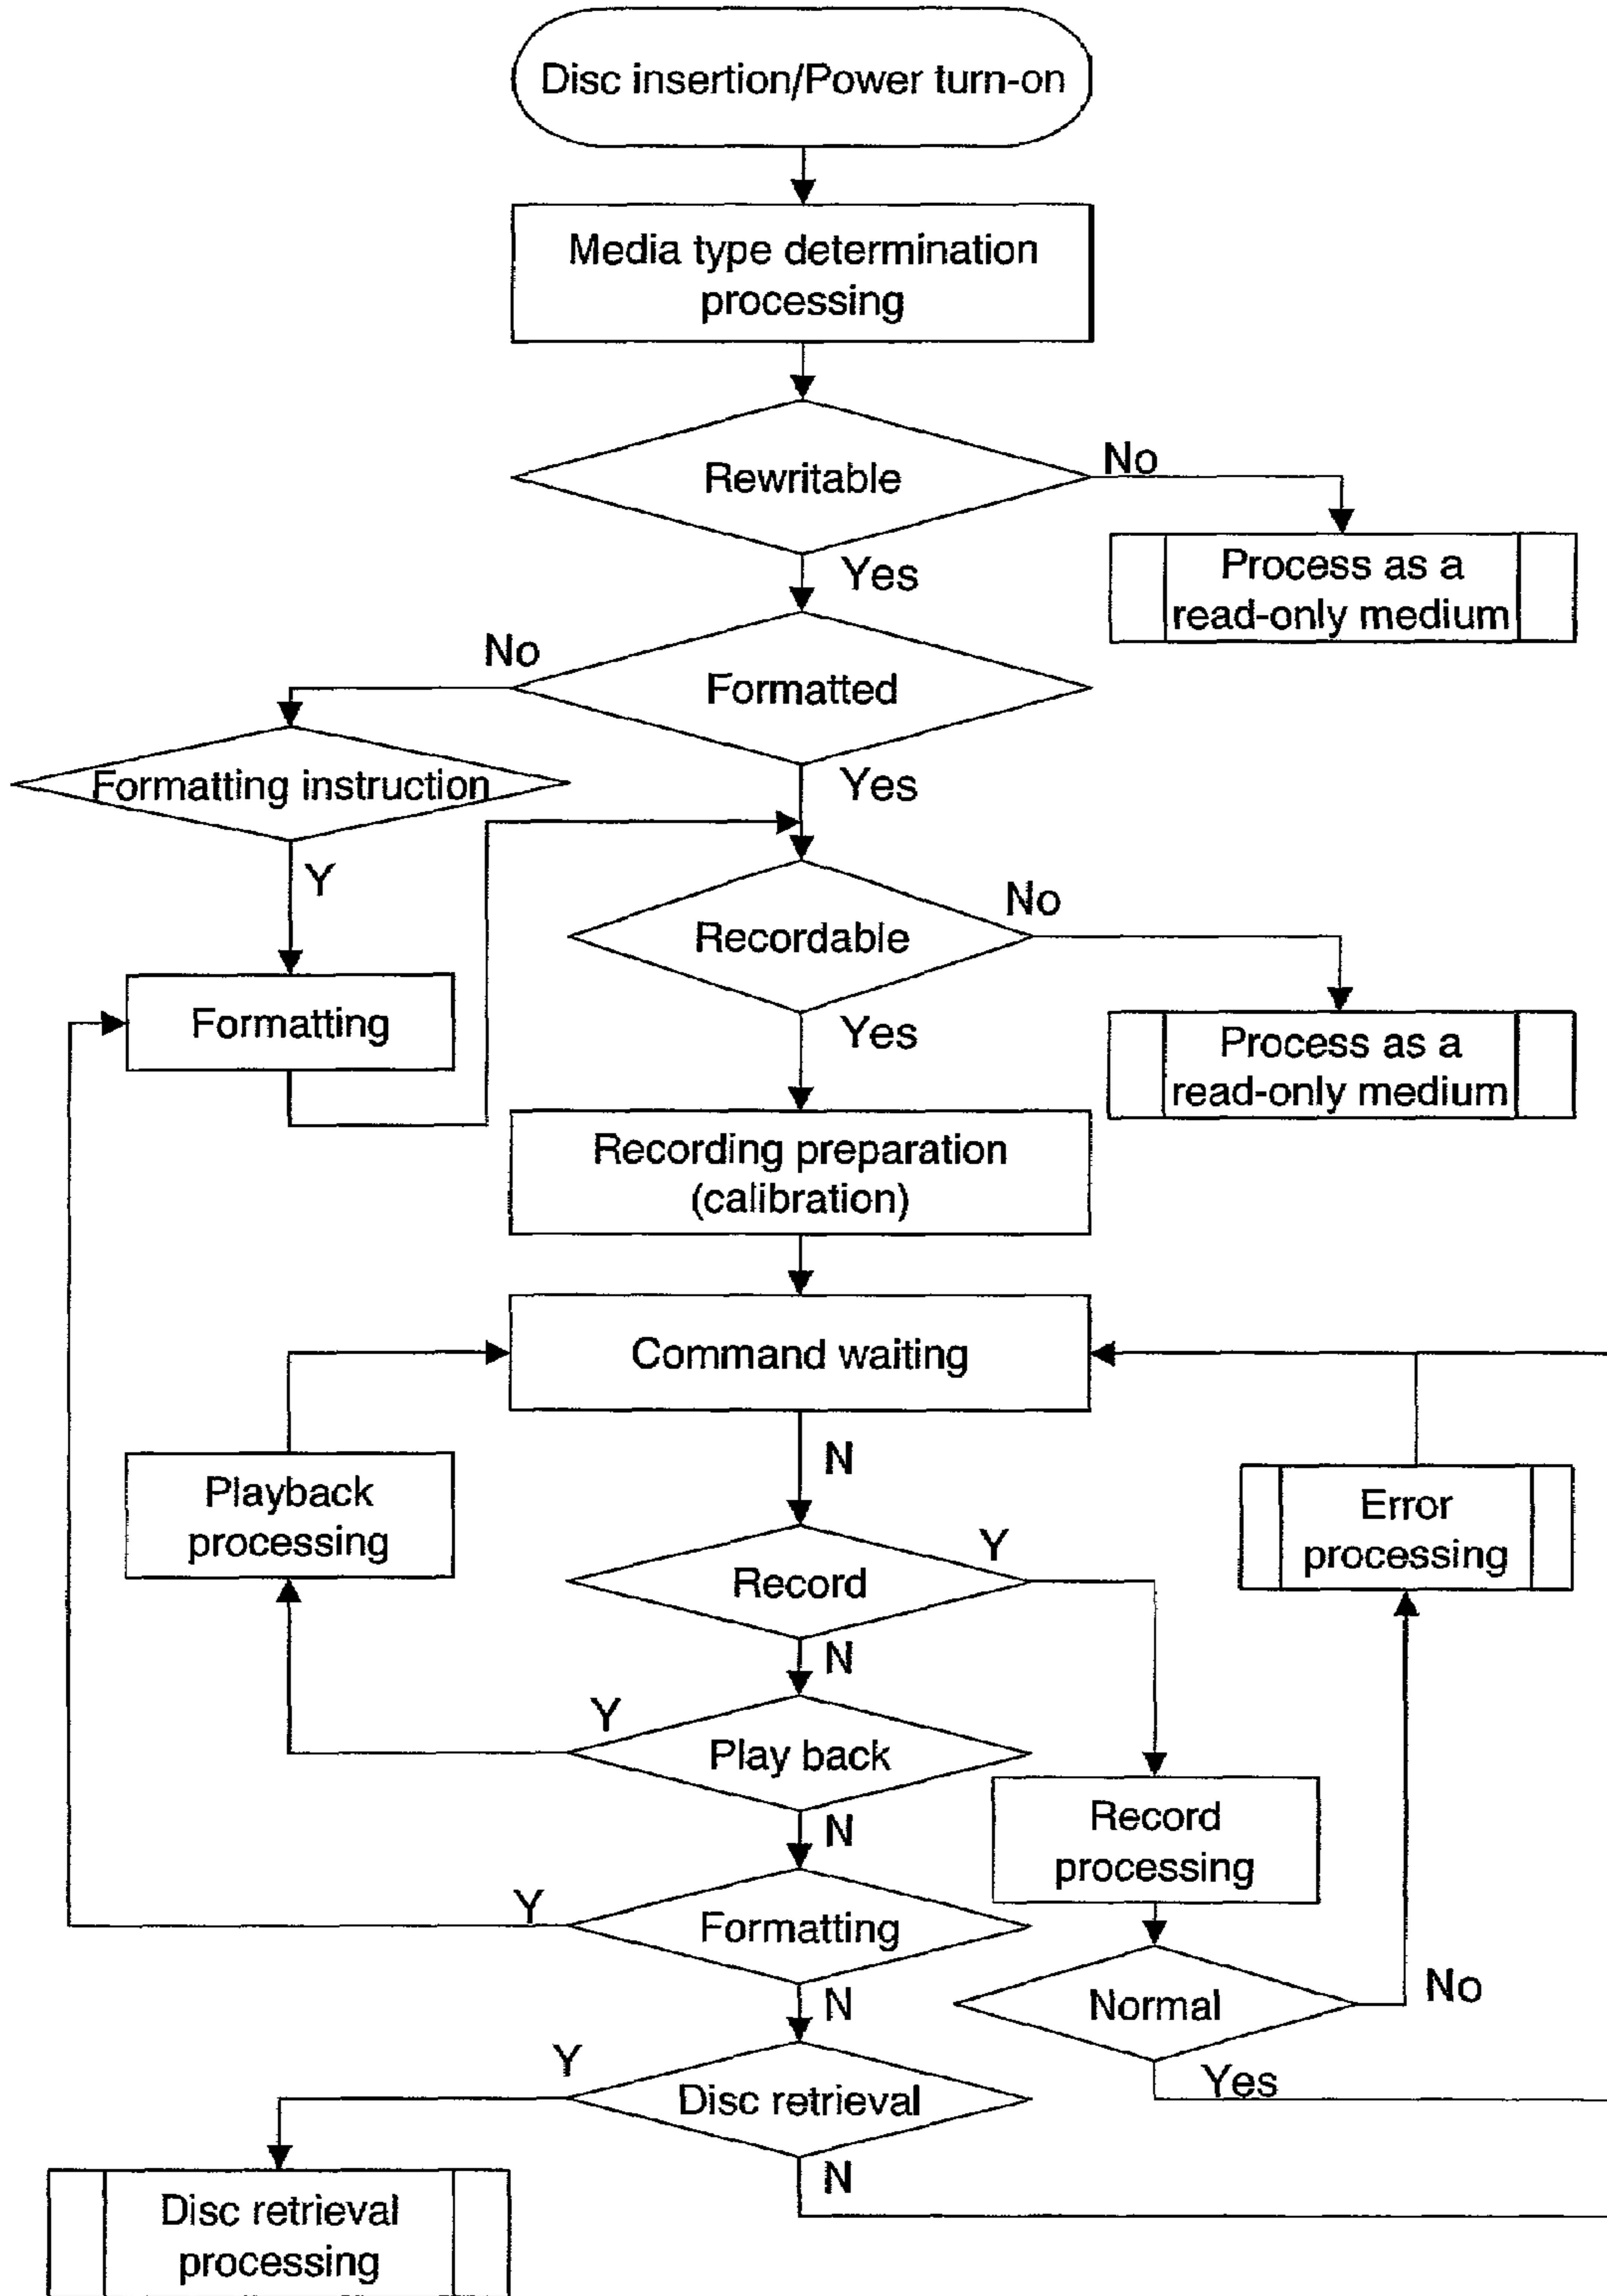 Disc insertion/Power turn-on
Media type determination
processing
Rewritable
No
Process as a
read-only medium
Yes
No
Formatted
Formatting instruction
Yes
Y
Recordable
No
Formatting
Yes
Process as a
read-only medium
Recording preparation
(calibration)
Command waiting
N
Playback
processing
Error
processing
Record
Y
N
Y
Play back
Record
processing
N
Y
Formatting
N
Normal
No
Yes
Y
Disc retrieval
N
Disc retrieval
processing